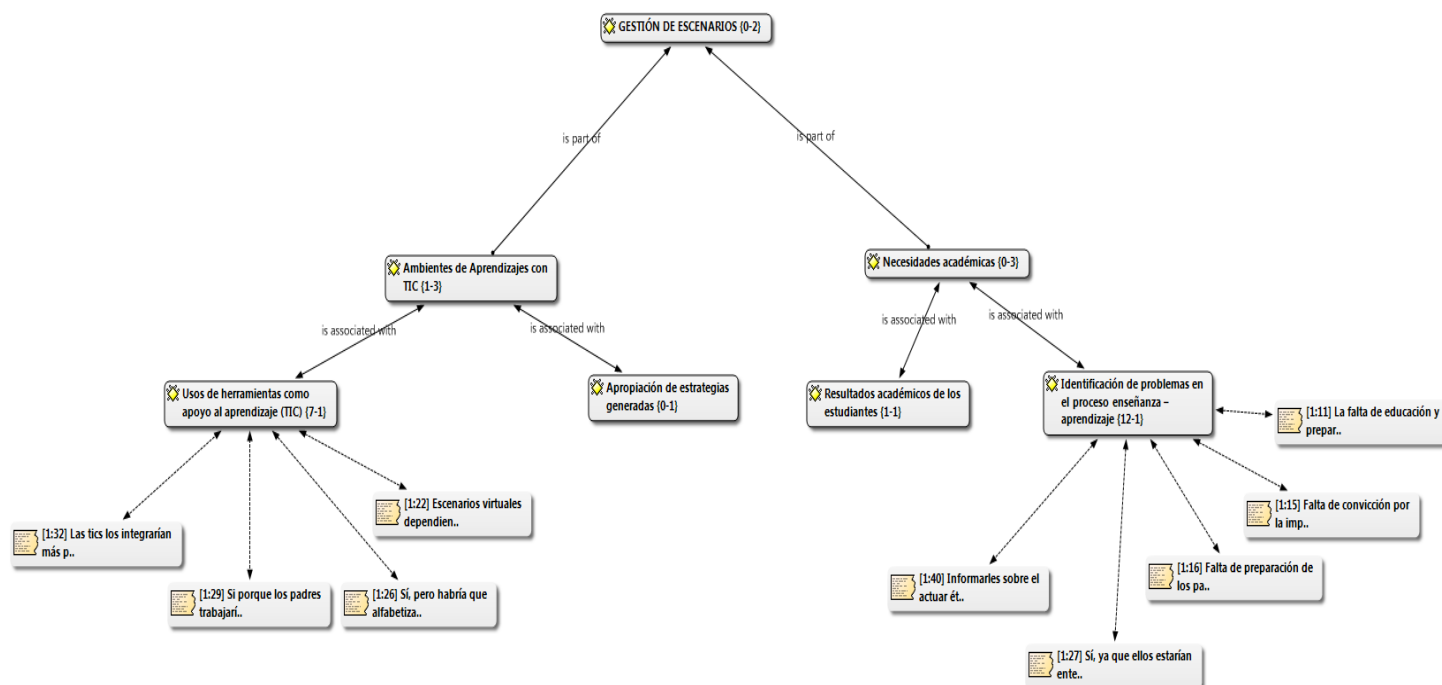 GESTIÓN DE ESCENARIOS {0-2}
is part of
is part of
Ambientes de Aprendizajes con
TIC {1-3}
Necesidades académicas {0-3}
is associated with
is associated with
is associated with
is associated with
Usos de herramientas como
apoyo al aprendizaje (TIC) {7-1}
Apropiación de estrategias
generadas {0-1}
Resultados académicos de los
estudiantes {1-1}
Identificación de problemas en
el proceso enseñanza –
aprendizaje {12-1}
[1:11] La falta de educación y
prepar..
[1:22] Escenarios virtuales
dependien..
[1:15] Falta de convicción por
la imp..
[1:32] Las tics los integrarían
más p..
[1:16] Falta de preparación de
los pa..
[1:40] Informarles sobre el
actuar ét..
[1:29] Si porque los padres
trabajarí..
[1:26] Sí, pero habría que
alfabetiza..
[1:27] Sí, ya que ellos estarían
ente..